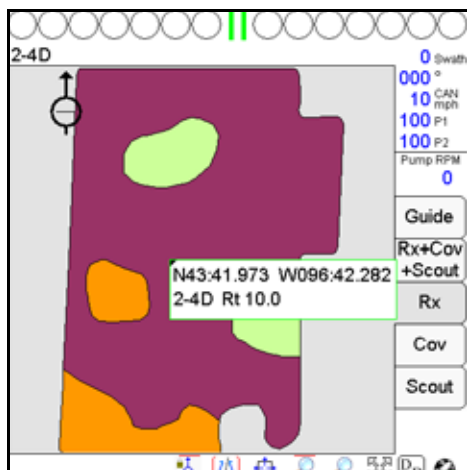 2-4D
0 Swath
000 °
10 CAN mph
100 P1
100 P2
Pump RPM
0
Guide
Rx+Cov
+Scout
Rx
Cov
Scout
N43:41.973 W096:42.282
2-4D Rt 10.0